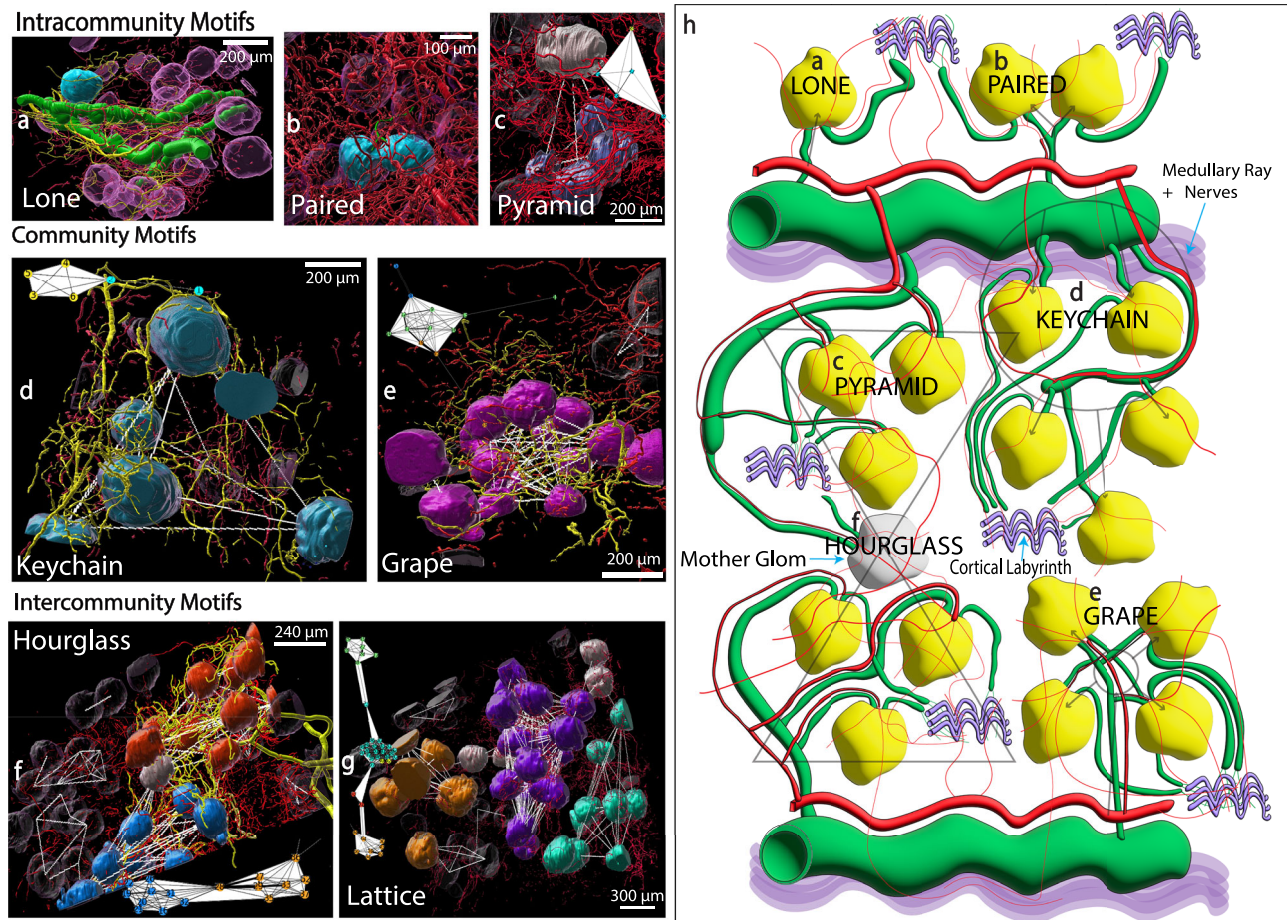 Intracommunity Motifs
200 µm
a
Lone
100 µm
b
Paired
c
Pyramid
200 µm
Community Motifs
200 µm
d
Keychain
e
Grape
200 µm
Intercommunity Motifs
Hourglass
240 µm
f
g
Lattice
300 µm
h
a
LONE
b
PAIRED
Medullary Ray
+ Nerves
d
KEYCHAIN
c
PYRAMID
f
HOURGLASS
Mother Glom
Cortical Labyrinth
e
GRAPE